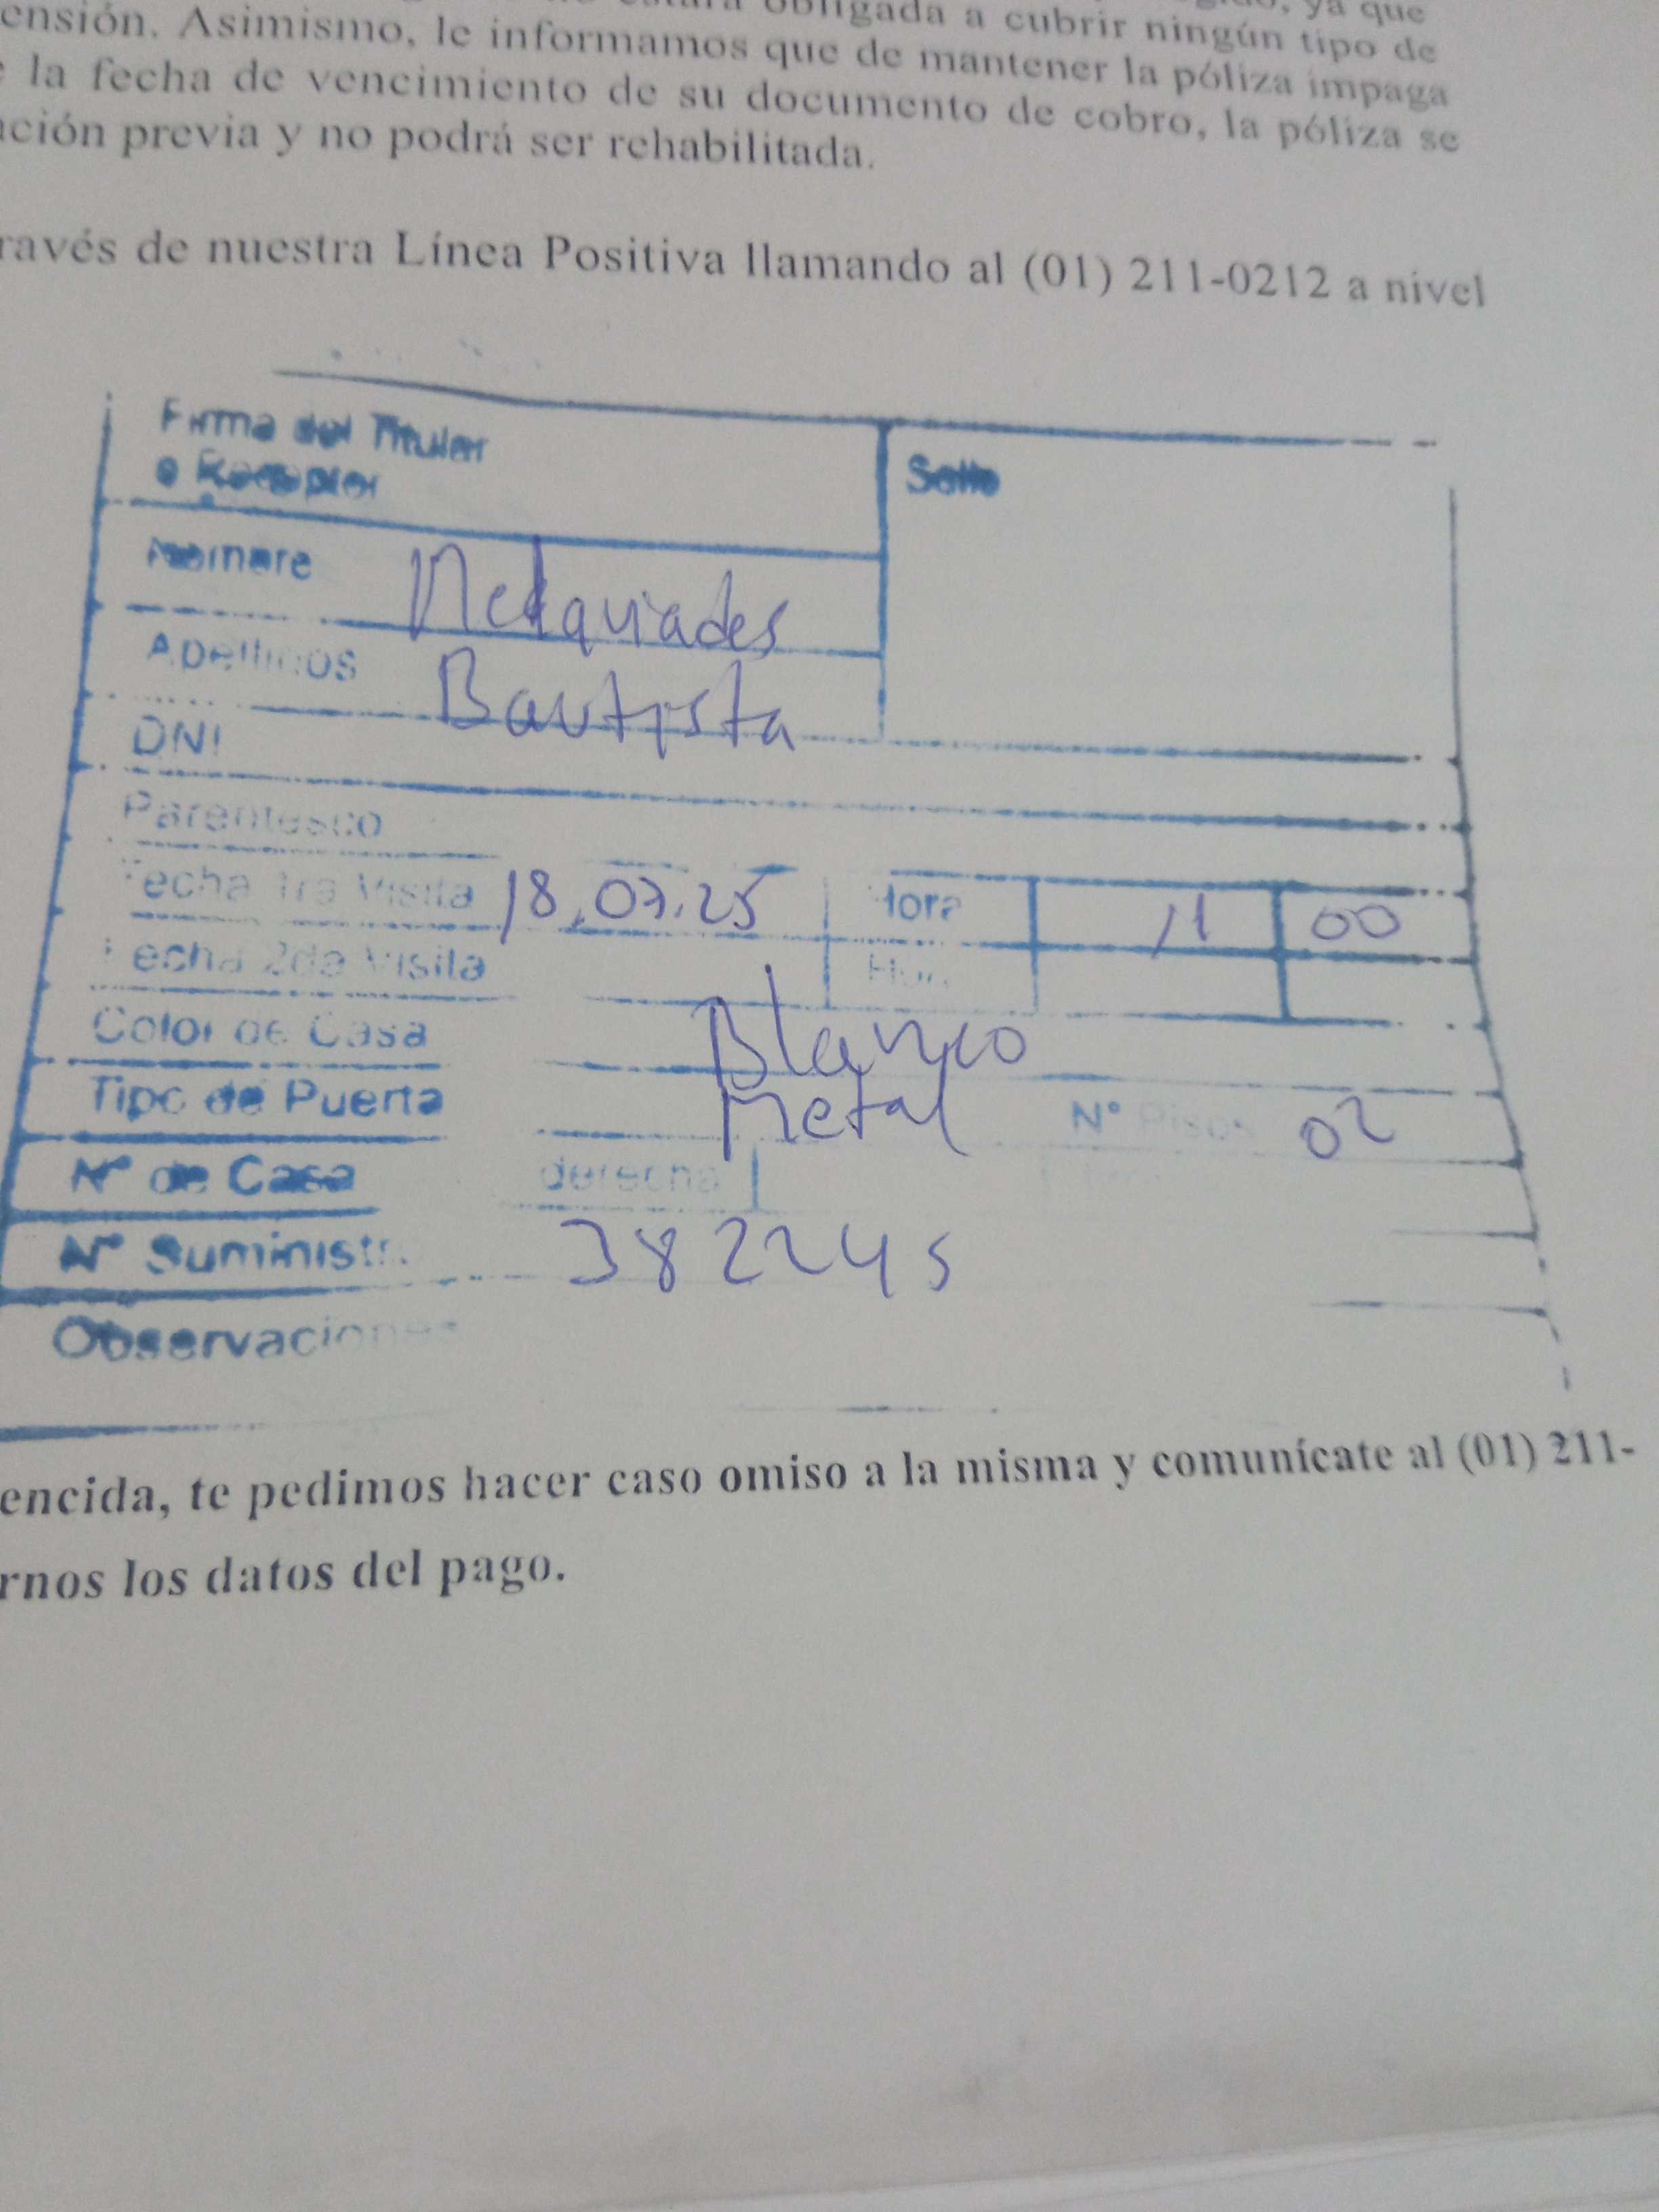 obligada a cubrir ningún tipo de
ensión. Asimismo, le informamos que de mantener la póliza impaga
la fecha de vencimiento de su documento de cobro, la póliza se
ación previa y no podrá ser rehabilitada.
ravés de nuestra Línea Positiva llamando al (01) 211-0212 a nivel
Firma del Titular
o Receptor
Sello
Nombre Melquiades
Apellidos Bautista
DNI
Parentesco
Fecha 1ra Visita 18.07.25 Hora 11 00
Fecha 2da Visita Hora
Color de Casa Blanco
Tipo de Puerta Metal N° Pisos 02
N° de Casa derecha
N° Suministr. 382245
Observaciones
encida, te pedimos hacer caso omiso a la misma y comunícate al (01) 211-
rnos los datos del pago.